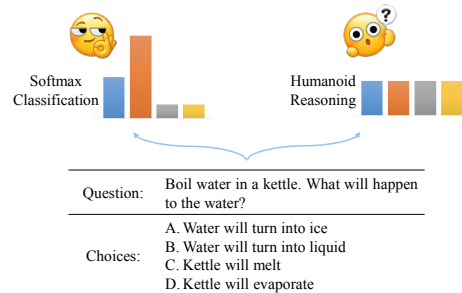 Softmax
Classification
Humanoid
Reasoning
Question: Boil water in a kettle. What will happen
to the water?
Choices:
A. Water will turn into ice
B. Water will turn into liquid
C. Kettle will melt
D. Kettle will evaporate